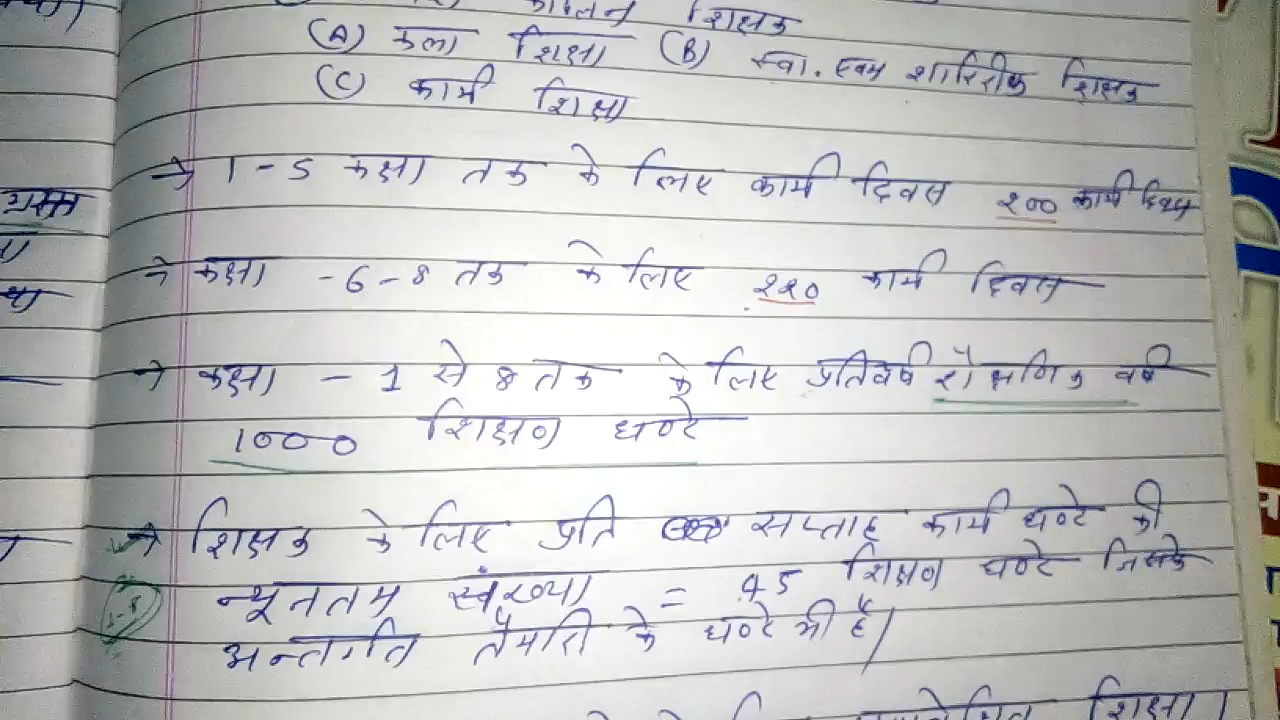 शिक्षक
(A) कला शिक्षा (B) स्वा. एवम शारिरीक शिक्षक
(C) कार्य शिक्षा
→ 1-5 कक्षा तक के लिए कार्य दिवस २०० कार्य दिवस
→ कक्षा -6-8 तक के लिए २२० कार्य दिवस
→ कक्षा - 1 से 8 तक के लिए प्रतिवर्ष शैक्षणिक वर्ष
1000 शिक्षण घण्टे
→ शिक्षक के लिए प्रति सप्ताह कार्य घण्टे की
न्यूनतम संख्या = 45 शिक्षण घण्टे जिसके
अन्तर्गत तैयारी के घण्टे भी है।
शिक्षा।